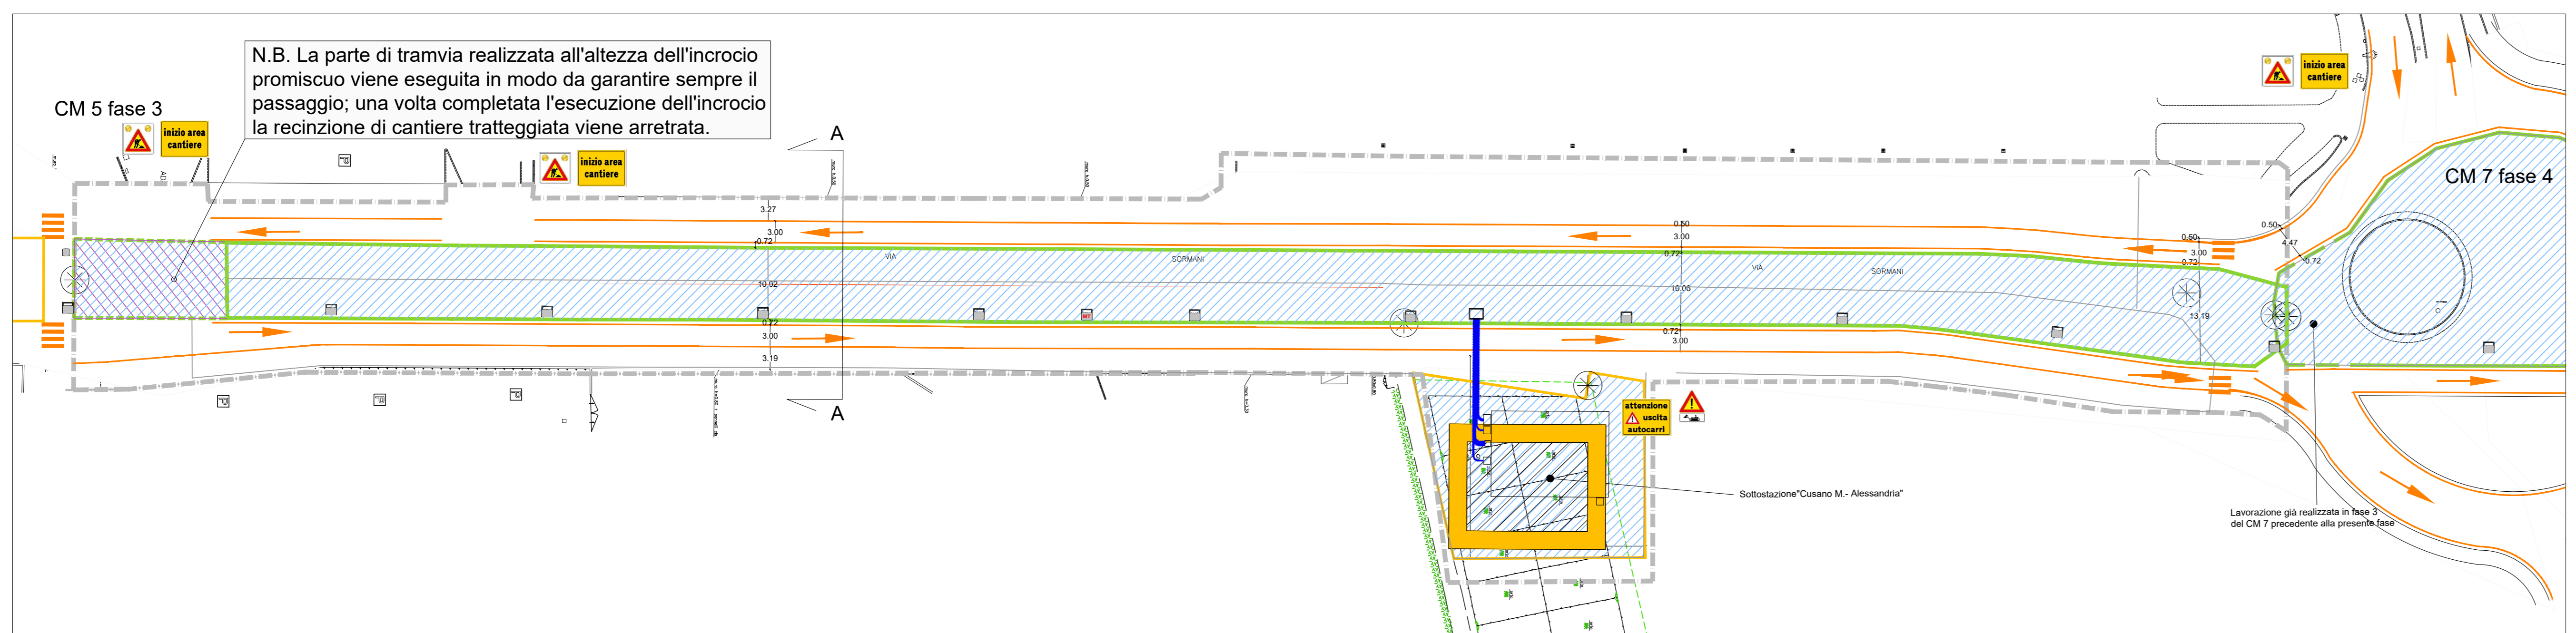 N.B. La parte di tramvia realizzata all'altezza dell'incrocio
promiscuo viene eseguita in modo da garantire sempre il
passaggio; una volta completata l'esecuzione dell'incrocio
la recinzione di cantiere tratteggiata viene arretrata.
CM 5 fase 3
inizio area
cantiere
inizio area
cantiere
inizio area
cantiere
CM 7 fase 4
A
A
AD
3.27
3.00
0.72
10.02
0.72
3.00
3.19
VIA
SORMANI
VIA
SORMANI
0.50
3.00
0.72
0.72
3.00
0.50
3.00
0.72
13.19
0.50
4.47
0.72
MT
attenzione
uscita
autocarri
Sottostazione"Cusano M.- Alessandria"
Lavorazione già realizzata in fase 3
del CM 7 precedente alla presente fase